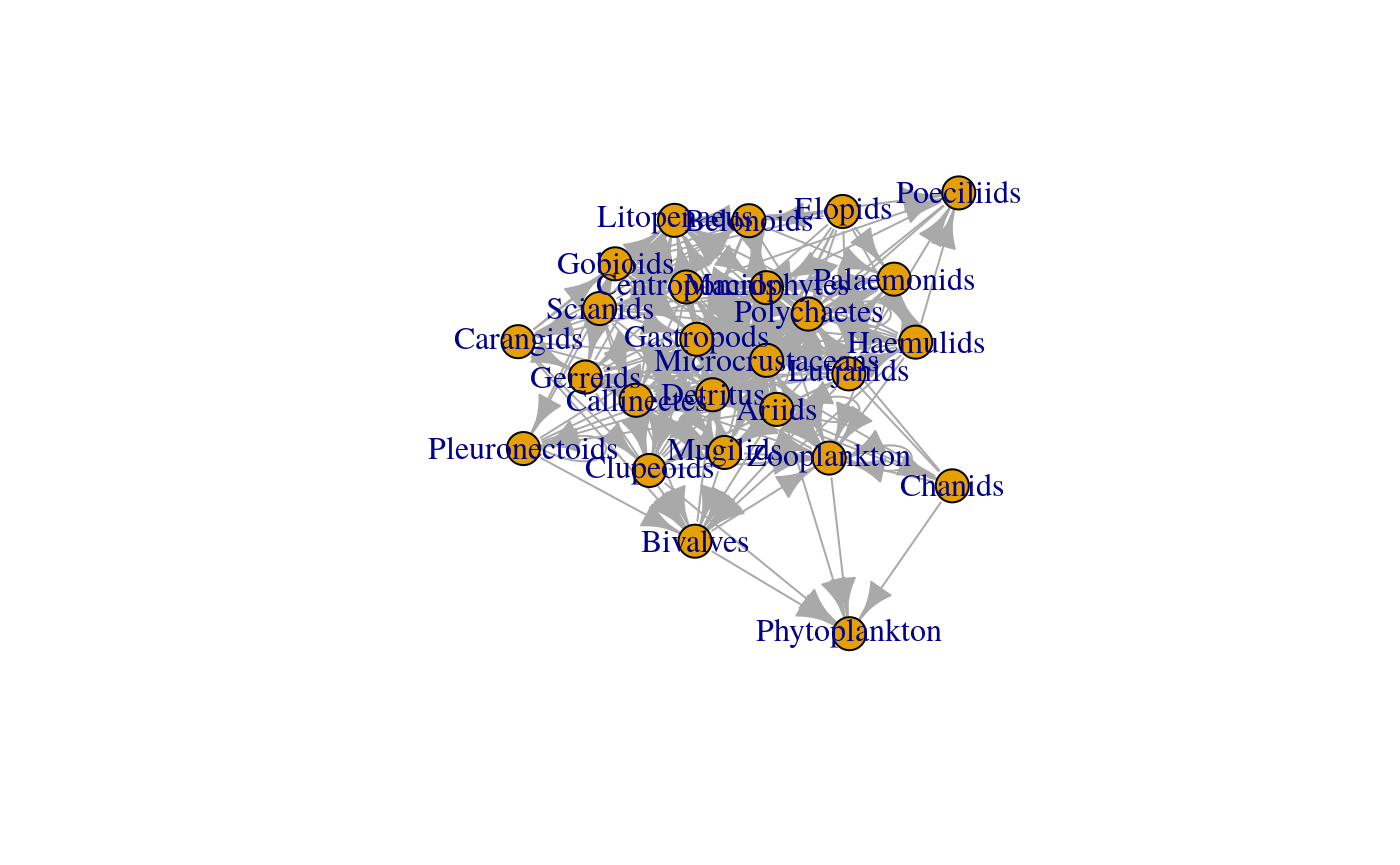 Poeciliids
Elopids
Litopenaeus
Belonoids
Gobioids
Palaemonids
Centropomids
Macrophytes
Scianids
Polychaetes
Carangids
Gastropods
Haemulids
Microcrustaceans
Lutjanids
Gerreids
Detritus
Callinectes
Ariids
Pleuronectoids
Mugilids
Zooplankton
Clupeoids
Chanids
Bivalves
Phytoplankton